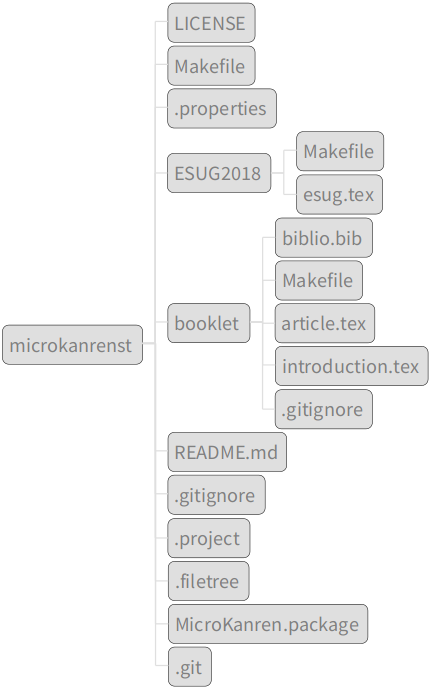 LICENSE
Makefile
.properties
ESUG2018
Makefile
esug.tex
biblio.bib
Makefile
booklet
article.tex
microkanrenst
introduction.tex
.gitignore
README.md
.gitignore
.project
.filetree
MicroKanren.package
.git